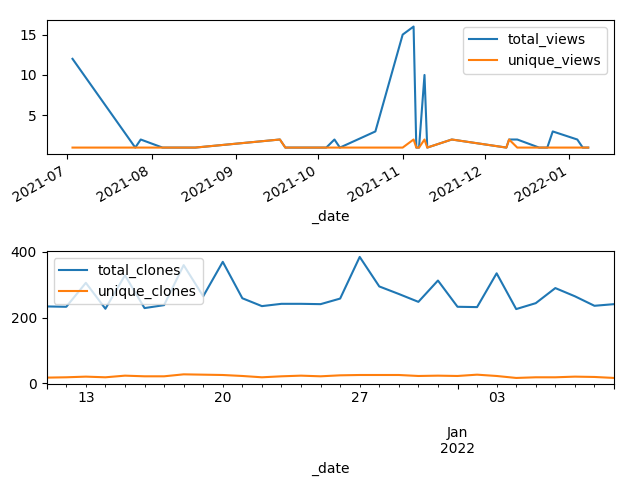 15
10
5
total_views
unique_views
2021-07
2021-08
2021-09
2021-10
2021-11
2021-12
2022-01
_date
400
200
0
total_clones
unique_clones
13
20
27
03
Jan
2022
_date